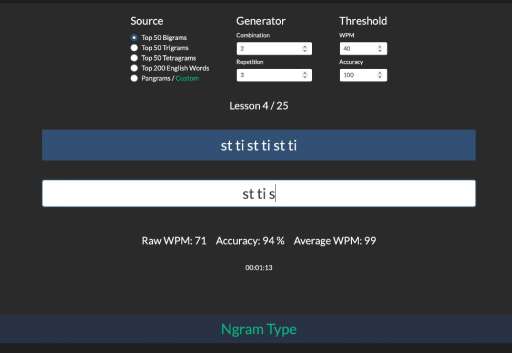 Source
Top 50 Bigrams
Top 50 Trigrams
Top 50 Tetragrams
Top 200 English Words
Pangrams / Custom
Generator
Combination
2
Repetition
3
Threshold
WPM
40
Accuracy
100
Lesson 4 / 25
st ti st ti st ti
st ti s
Raw WPM: 71 Accuracy: 94 % Average WPM: 99
00:01:13
Ngram Type